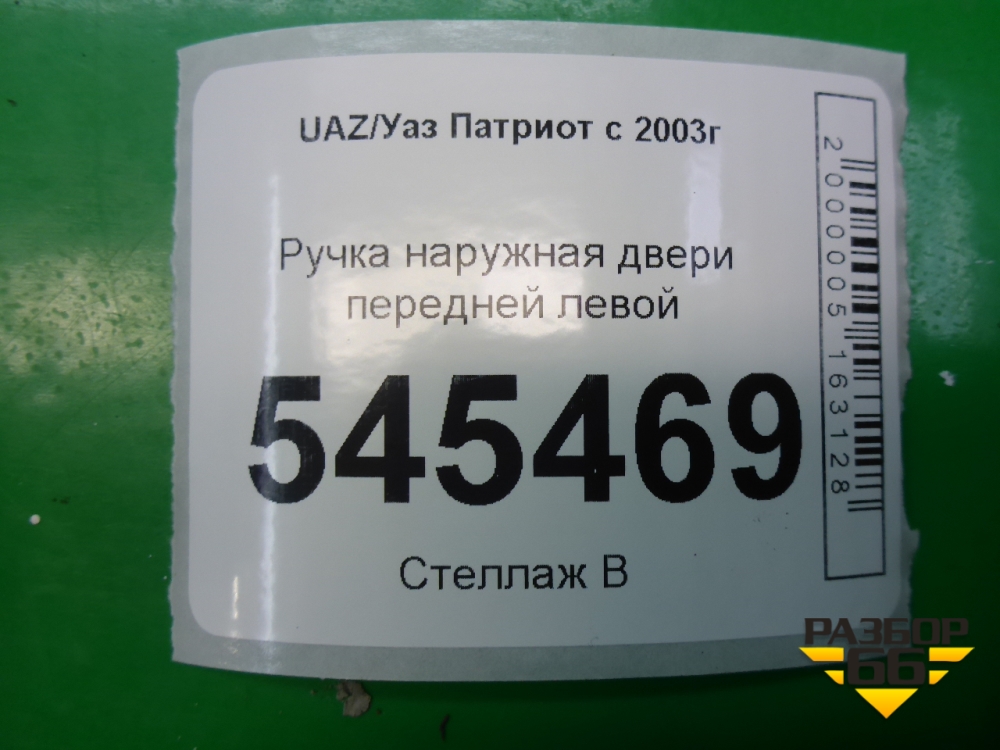 UAZ/Уаз Патриот с 2003г
Ручка наружная двери
передней левой
545469
Стеллаж В
2000005163128
РАЗБОР
66